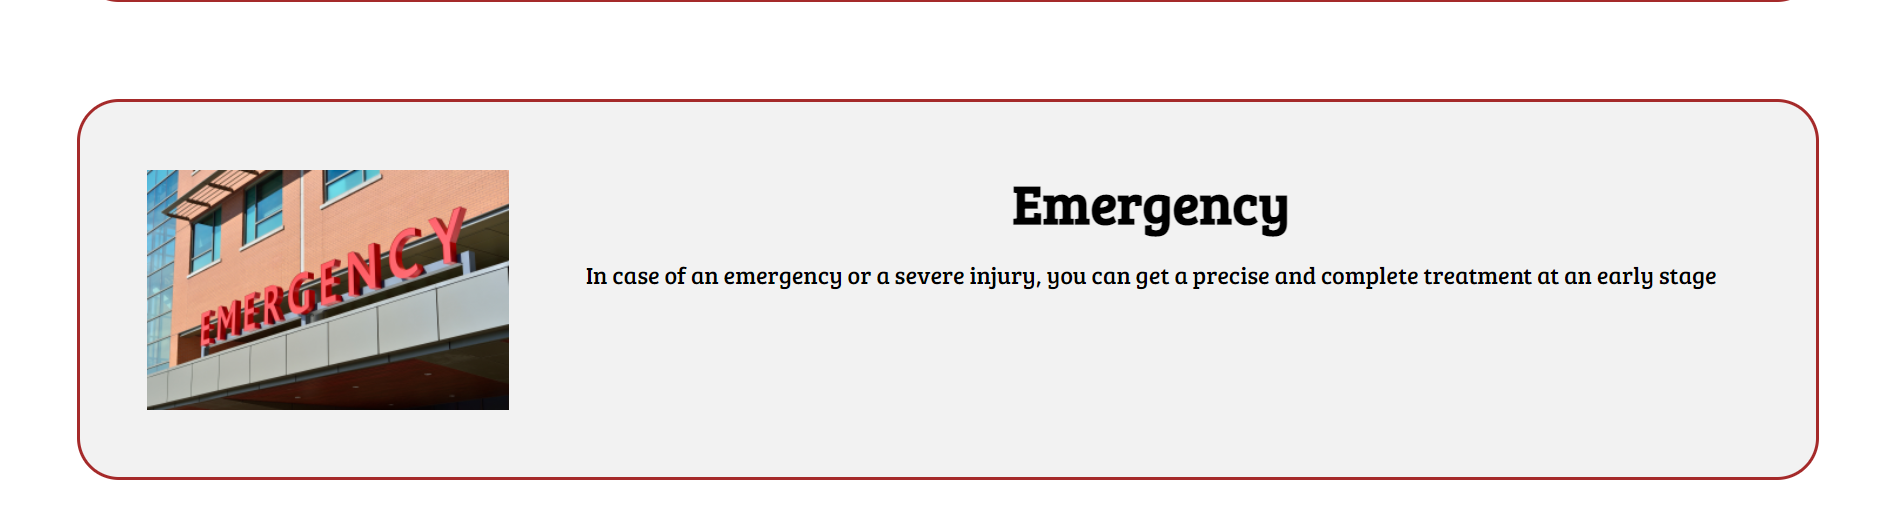 EMERGENCY
Emergency
In case of an emergency or a severe injury, you can get a precise and complete treatment at an early stage